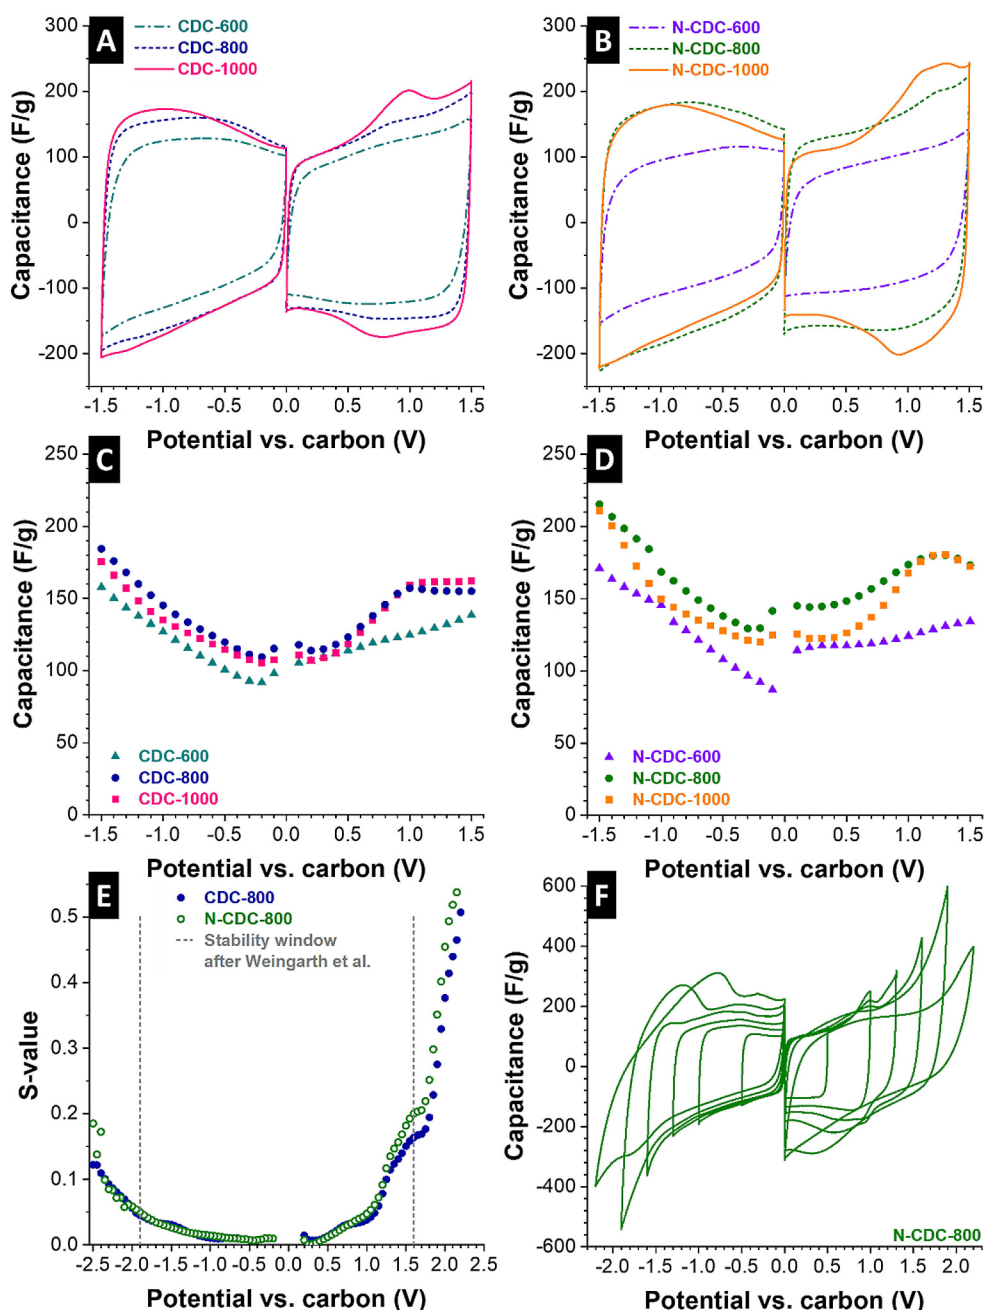 A
CDC-600
CDC-800
CDC-1000
Capacitance (F/g)
300
200
100
0
-100
-200
-1.5 -1.0 -0.5 0.0 0.5 1.0 1.5
Potential vs. carbon (V)
B
N-CDC-600
N-CDC-800
N-CDC-1000
Capacitance (F/g)
300
200
100
0
-100
-200
-1.5 -1.0 -0.5 0.0 0.5 1.0 1.5
Potential vs. carbon (V)
C
Capacitance (F/g)
250
200
150
100
50
0
CDC-600
CDC-800
CDC-1000
-1.5 -1.0 -0.5 0.0 0.5 1.0 1.5
Potential vs. carbon (V)
D
Capacitance (F/g)
250
200
150
100
50
0
N-CDC-600
N-CDC-800
N-CDC-1000
-1.5 -1.0 -0.5 0.0 0.5 1.0 1.5
Potential vs. carbon (V)
E
CDC-800
N-CDC-800
Stability window
after Weingarth et al.
S-value
0.5
0.4
0.3
0.2
0.1
0.0
-2.5 -2.0 -1.5 -1.0 -0.5 0.0 0.5 1.0 1.5 2.0 2.5
Potential vs. carbon (V)
F
Capacitance (F/g)
600
400
200
0
-200
-400
-600
N-CDC-800
-2.0 -1.5 -1.0 -0.5 0.0 0.5 1.0 1.5 2.0
Potential vs. carbon (V)